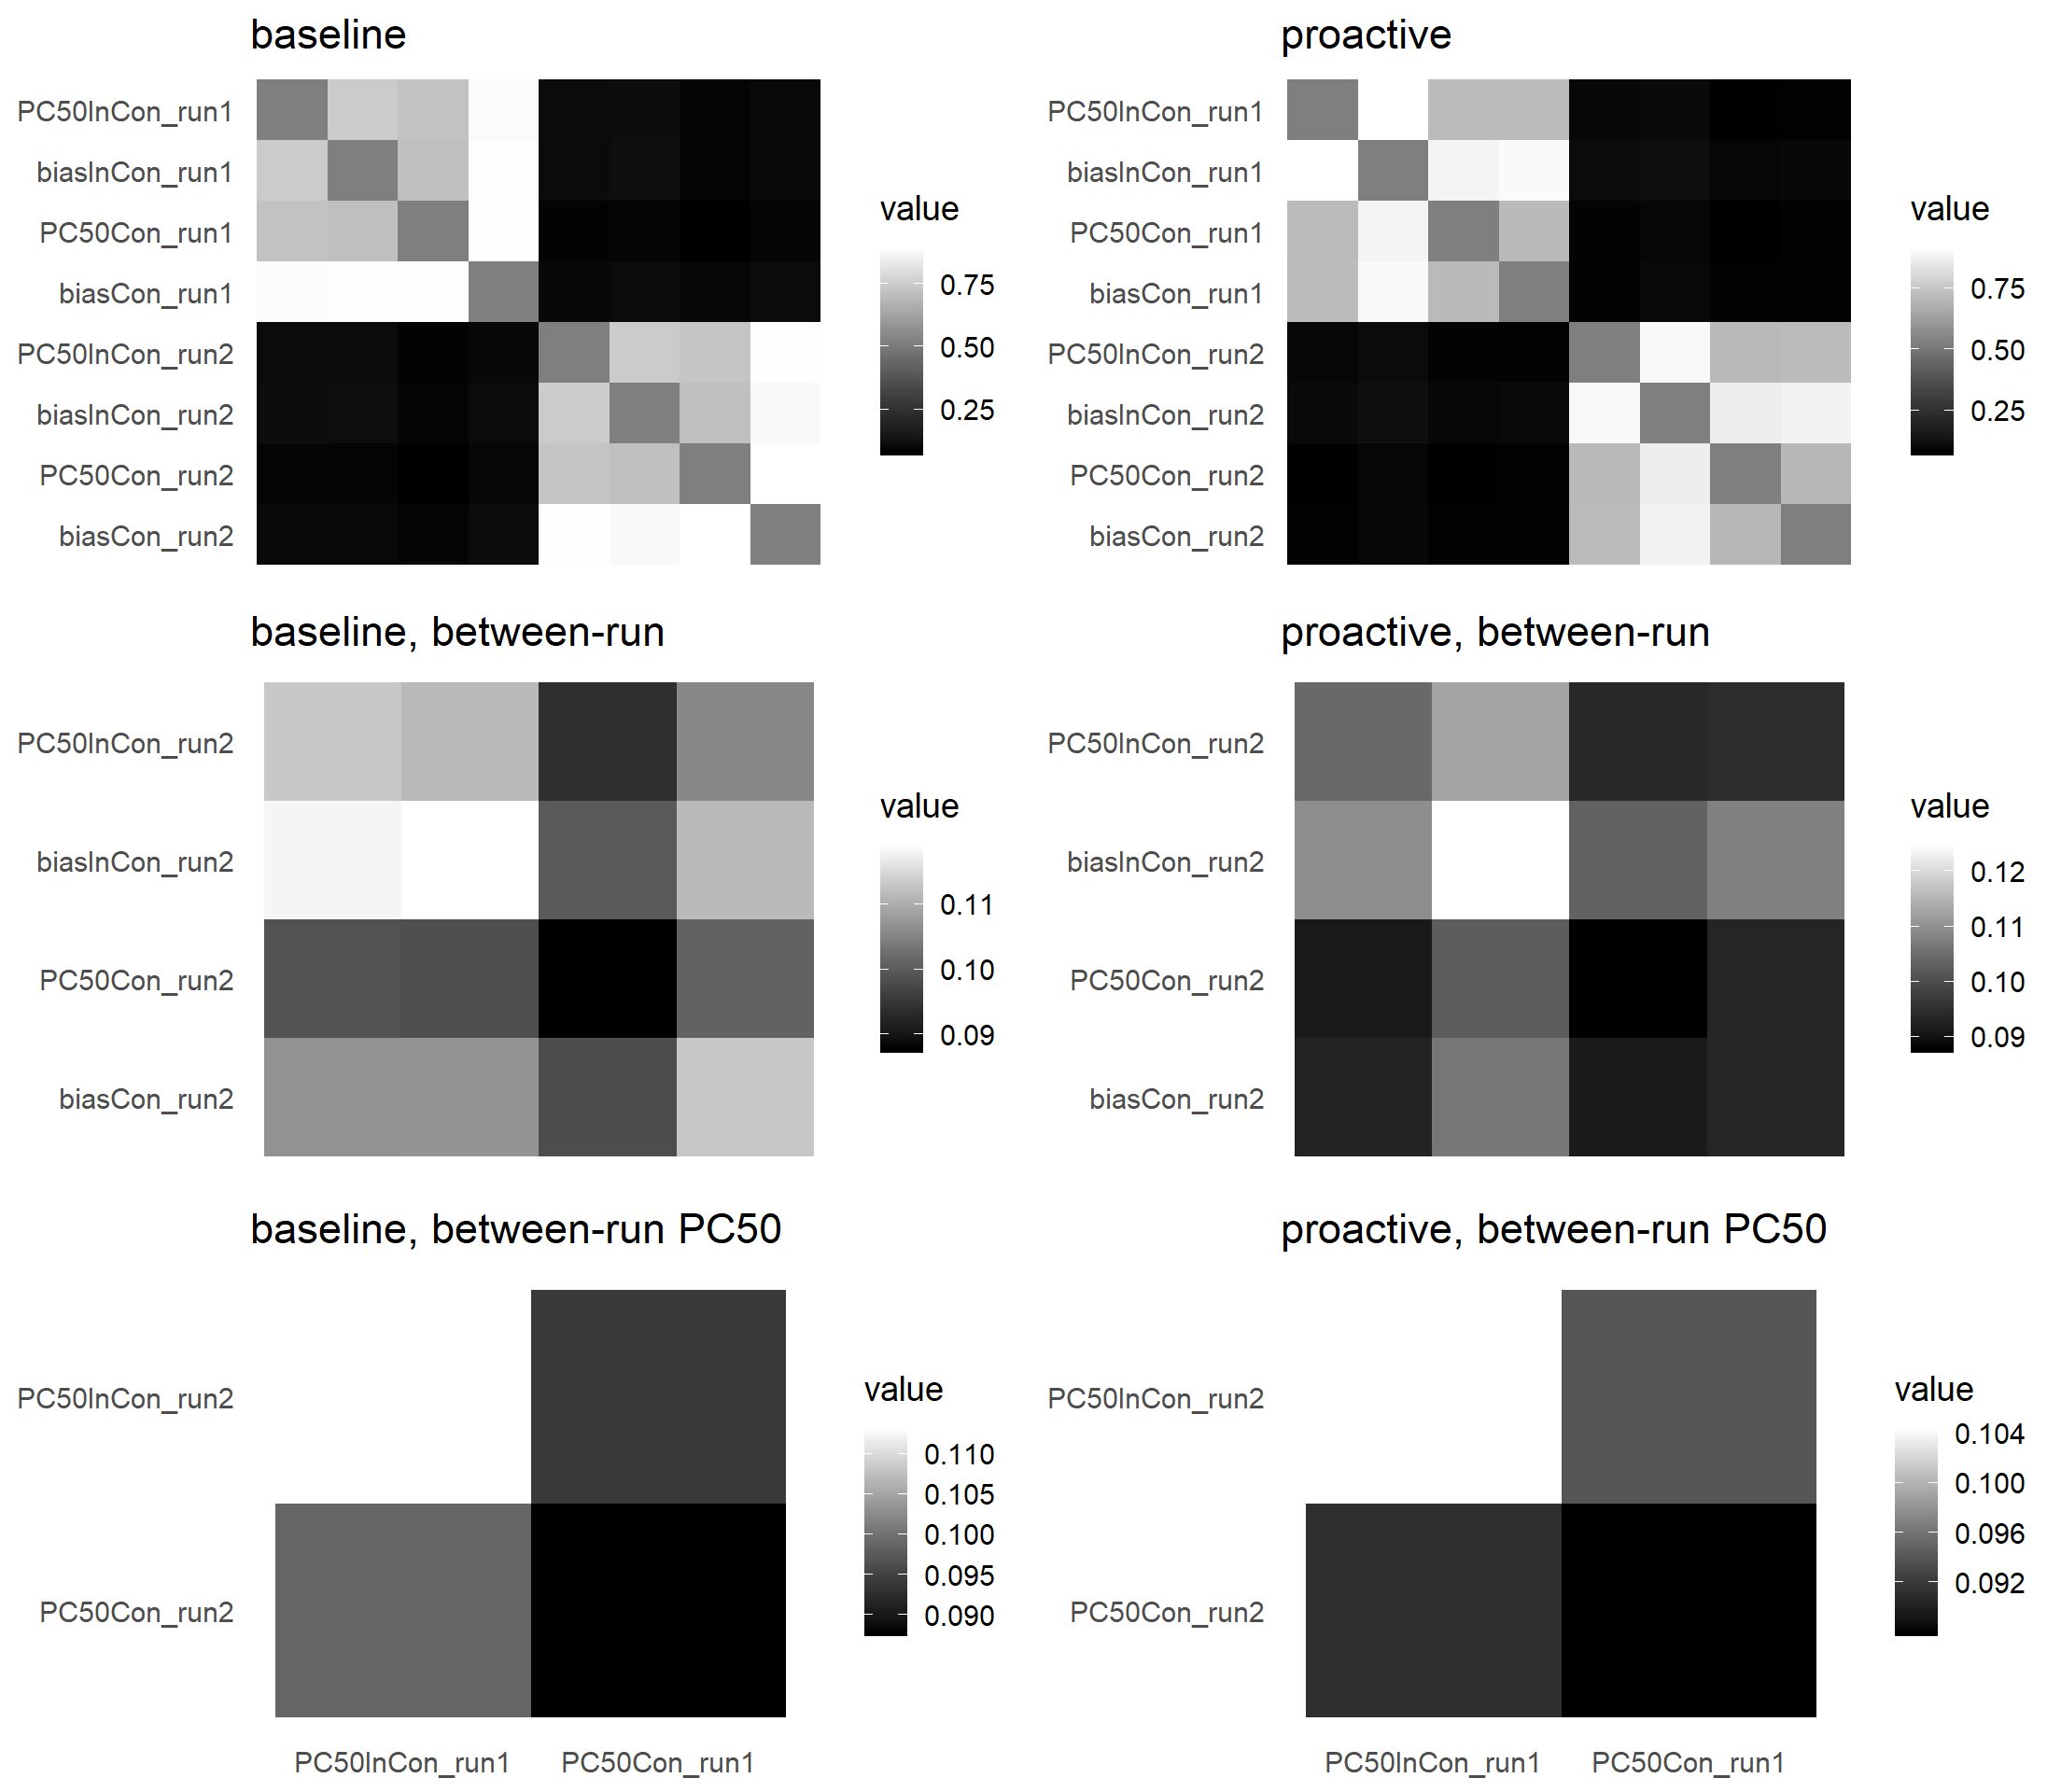 baseline
PC50InCon_run1
biasInCon_run1
PC50Con_run1
biasCon_run1
PC50InCon_run2
biasInCon_run2
PC50Con_run2
biasCon_run2
value
0.75
0.50
0.25
proactive
PC50InCon_run1
biasInCon_run1
PC50Con_run1
biasCon_run1
PC50InCon_run2
biasInCon_run2
PC50Con_run2
biasCon_run2
value
0.75
0.50
0.25
baseline, between-run
PC50InCon_run2
biasInCon_run2
PC50Con_run2
biasCon_run2
value
0.11
0.10
0.09
proactive, between-run
PC50InCon_run2
biasInCon_run2
PC50Con_run2
biasCon_run2
value
0.12
0.11
0.10
0.09
baseline, between-run PC50
PC50InCon_run2
PC50Con_run2
PC50InCon_run1 PC50Con_run1
value
0.110
0.105
0.100
0.095
0.090
proactive, between-run PC50
PC50InCon_run2
PC50Con_run2
PC50InCon_run1 PC50Con_run1
value
0.104
0.100
0.096
0.092